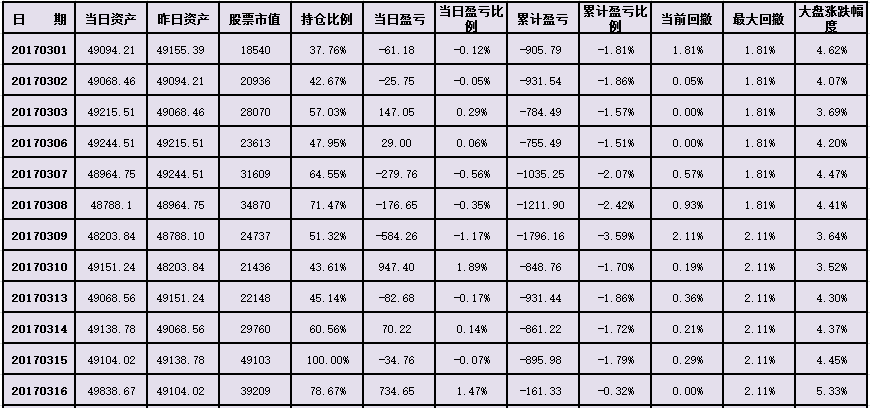 日 期 当日资产 昨日资产 股票市值 持仓比例 当日盈亏 当日盈亏比例 累计盈亏 累计盈亏比例 当前回撤 最大回撤 大盘涨跌幅度
20170301 49094.21 49155.39 18540 37.76% -61.18 -0.12% -905.79 -1.81% 1.81% 1.81% 4.62%
20170302 49068.46 49094.21 20936 42.67% -25.75 -0.05% -931.54 -1.86% 0.05% 1.81% 4.07%
20170303 49215.51 49068.46 28070 57.03% 147.05 0.29% -784.49 -1.57% 0.00% 1.81% 3.69%
20170306 49244.51 49215.51 23613 47.95% 29.00 0.06% -755.49 -1.51% 0.00% 1.81% 4.20%
20170307 48964.75 49244.51 31609 64.55% -279.76 -0.56% -1035.25 -2.07% 0.57% 1.81% 4.47%
20170308 48788.1 48964.75 34870 71.47% -176.65 -0.35% -1211.90 -2.42% 0.93% 1.81% 4.41%
20170309 48203.84 48788.10 24737 51.32% -584.26 -1.17% -1796.16 -3.59% 2.11% 2.11% 3.64%
20170310 49151.24 48203.84 21436 43.61% 947.40 1.89% -848.76 -1.70% 0.19% 2.11% 3.52%
20170313 49068.56 49151.24 22148 45.14% -82.68 -0.17% -931.44 -1.86% 0.36% 2.11% 4.30%
20170314 49138.78 49068.56 29760 60.56% 70.22 0.14% -861.22 -1.72% 0.21% 2.11% 4.37%
20170315 49104.02 49138.78 49103 100.00% -34.76 -0.07% -895.98 -1.79% 0.29% 2.11% 4.45%
20170316 49838.67 49104.02 39209 78.67% 734.65 1.47% -161.33 -0.32% 0.00% 2.11% 5.33%